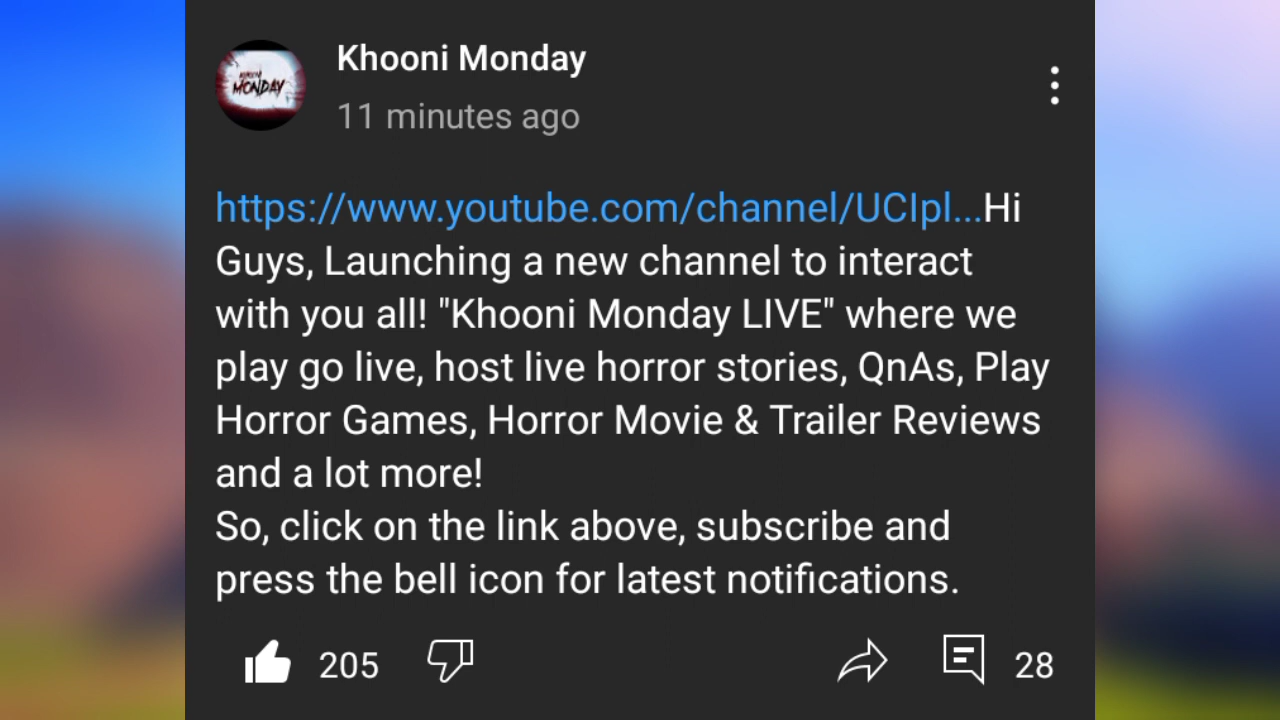 Khooni Monday
11 minutes ago
MONDAY
https://www.youtube.com/channel/UCIpl...Hi
Guys, Launching a new channel to interact
with you all! "Khooni Monday LIVE" where we
play go live, host live horror stories, QnAs, Play
Horror Games, Horror Movie & Trailer Reviews
and a lot more!
So, click on the link above, subscribe and
press the bell icon for latest notifications.
205
28